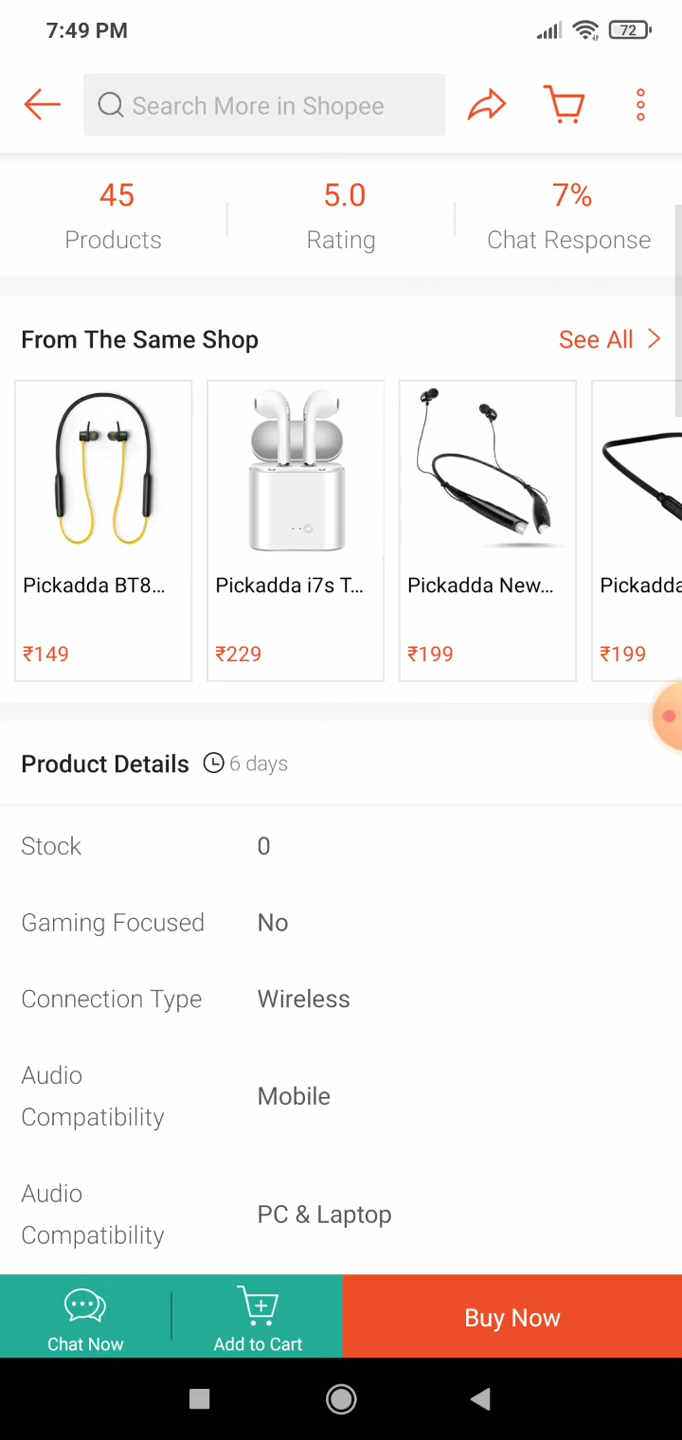 7:49 PM
72
Search More in Shopee
45
5.0
7%
Products
Rating
Chat Response
From The Same Shop
See All
Pickadda BT8...
Pickadda i7s T...
Pickadda New...
Pickadda
₹149
₹229
₹199
₹199
Product Details
6 days
Stock
0
Gaming Focused
No
Connection Type
Wireless
Audio
Compatibility
Mobile
Audio
Compatibility
PC & Laptop
Chat Now
Add to Cart
Buy Now